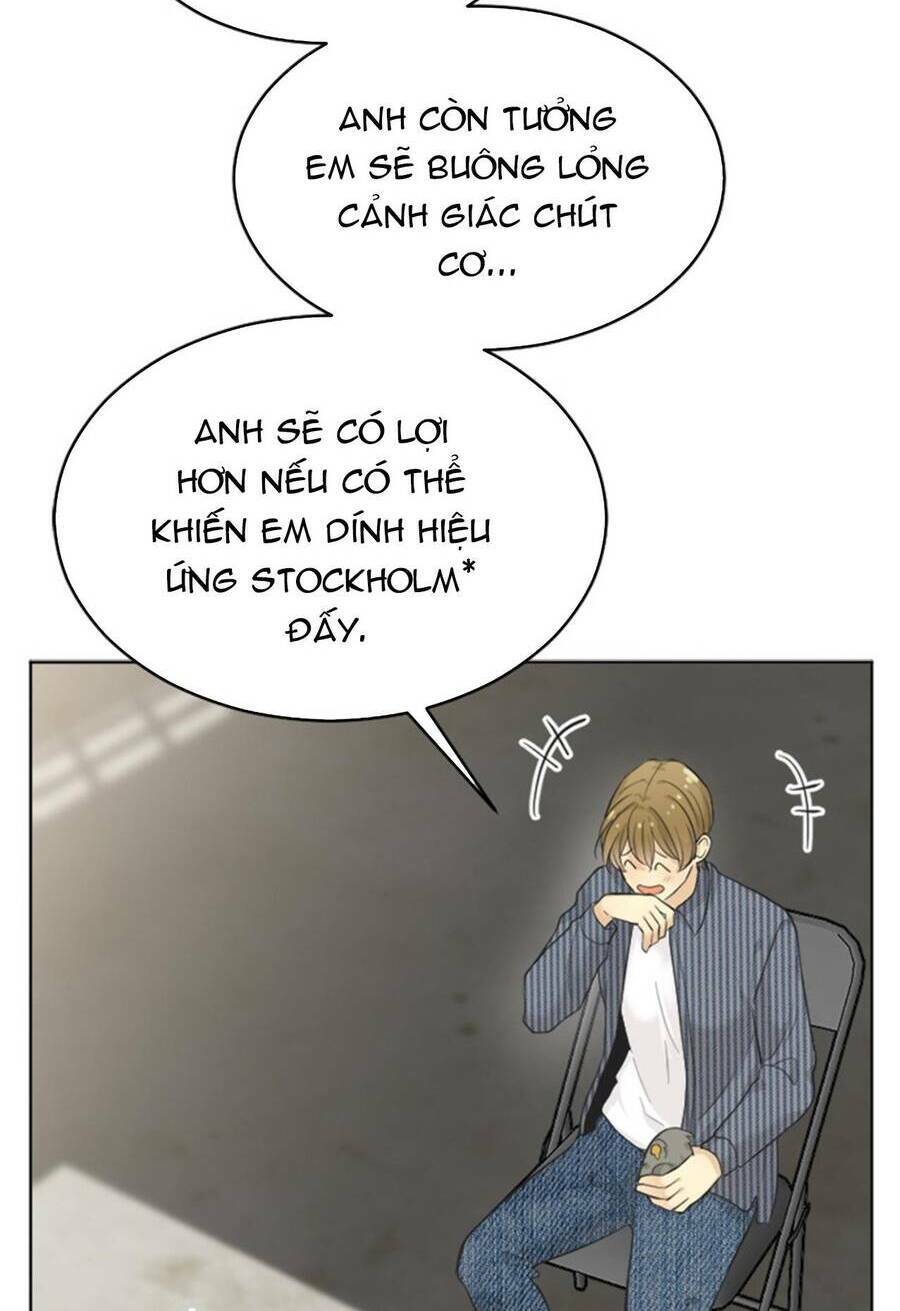 ANH CÒN TƯỞNG
EM SẼ BUÔNG LỎNG
CẢNH GIÁC CHÚT
CƠ...
ANH SẼ CÓ LỢI
HƠN NẾU CÓ THỂ
KHIẾN EM DÍNH HIỆU
ỨNG STOCKHOLM*
ĐẤY.